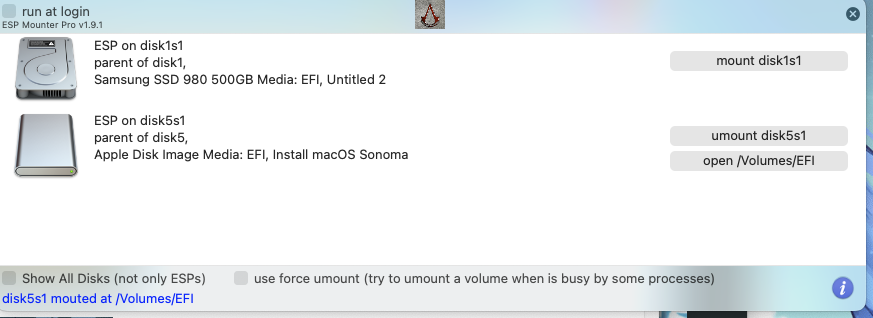 run at login
ESP Mounter Pro v1.9.1
ESP on disk1s1
parent of disk1,
Samsung SSD 980 500GB Media: EFI, Untitled 2
mount disk1s1
ESP on disk5s1
parent of disk5,
Apple Disk Image Media: EFI, Install macOS Sonoma
umount disk5s1
open /Volumes/EFI
Show All Disks (not only ESPs)
use force umount (try to umount a volume when is busy by some processes)
disk5s1 mouted at /Volumes/EFI